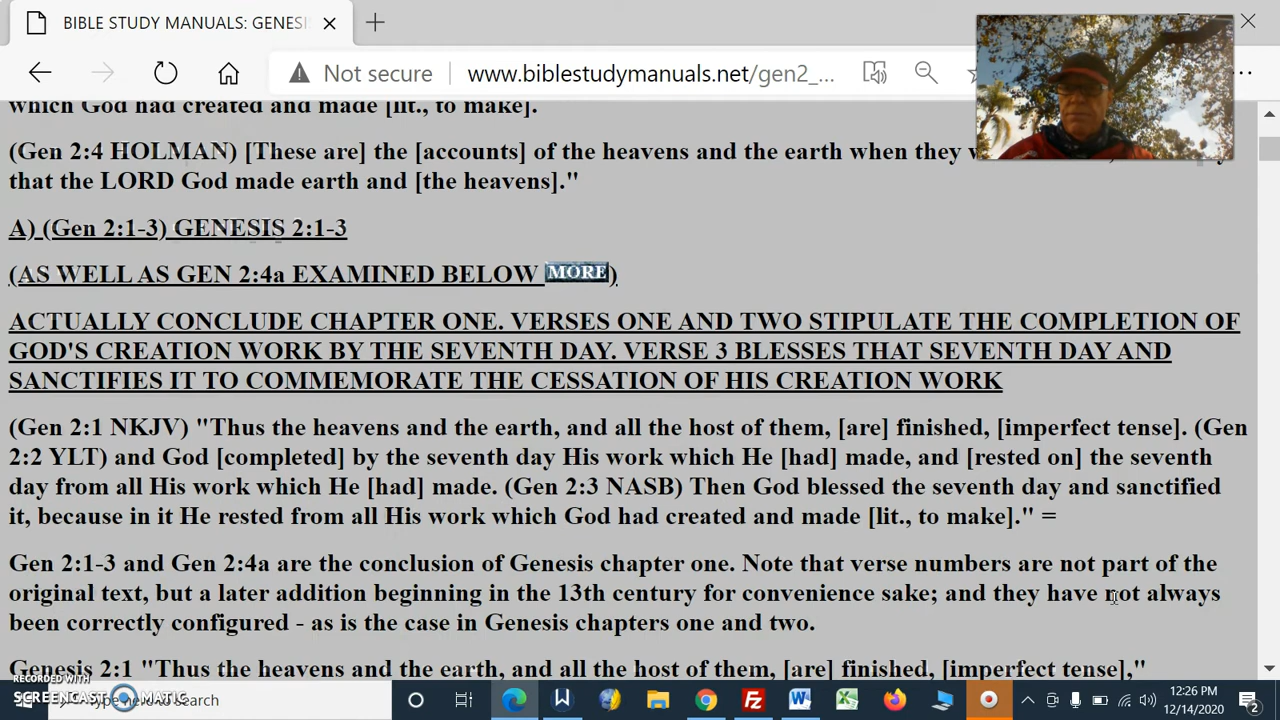 BIBLE STUDY MANUALS: GENESI
Not secure www.biblestudymanuals.net/gen2_...
which God had created and made [lit., to make].
(Gen 2:4 HOLMAN) [These are] the [accounts] of the heavens and the earth when they
that the LORD God made earth and [the heavens]."
A) (Gen 2:1-3) GENESIS 2:1-3
(AS WELL AS GEN 2:4a EXAMINED BELOW MORE)
ACTUALLY CONCLUDE CHAPTER ONE. VERSES ONE AND TWO STIPULATE THE COMPLETION OF
GOD'S CREATION WORK BY THE SEVENTH DAY. VERSE 3 BLESSES THAT SEVENTH DAY AND
SANCTIFIES IT TO COMMEMORATE THE CESSATION OF HIS CREATION WORK
(Gen 2:1 NKJV) "Thus the heavens and the earth, and all the host of them, [are] finished, [imperfect tense]. (Gen
2:2 YLT) and God [completed] by the seventh day His work which He [had] made, and [rested on] the seventh
day from all His work which He [had] made. (Gen 2:3 NASB) Then God blessed the seventh day and sanctified
it, because in it He rested from all His work which God had created and made [lit., to make]." =
Gen 2:1-3 and Gen 2:4a are the conclusion of Genesis chapter one. Note that verse numbers are not part of the
original text, but a later addition beginning in the 13th century for convenience sake; and they have not always
been correctly configured - as is the case in Genesis chapters one and two.
Genesis 2:1 "Thus the heavens and the earth, and all the host of them, [are] finished, [imperfect tense],"
RECORDED WITH
SCREENCAST MATIC
Type here to search
12:26 PM
12/14/2020
2